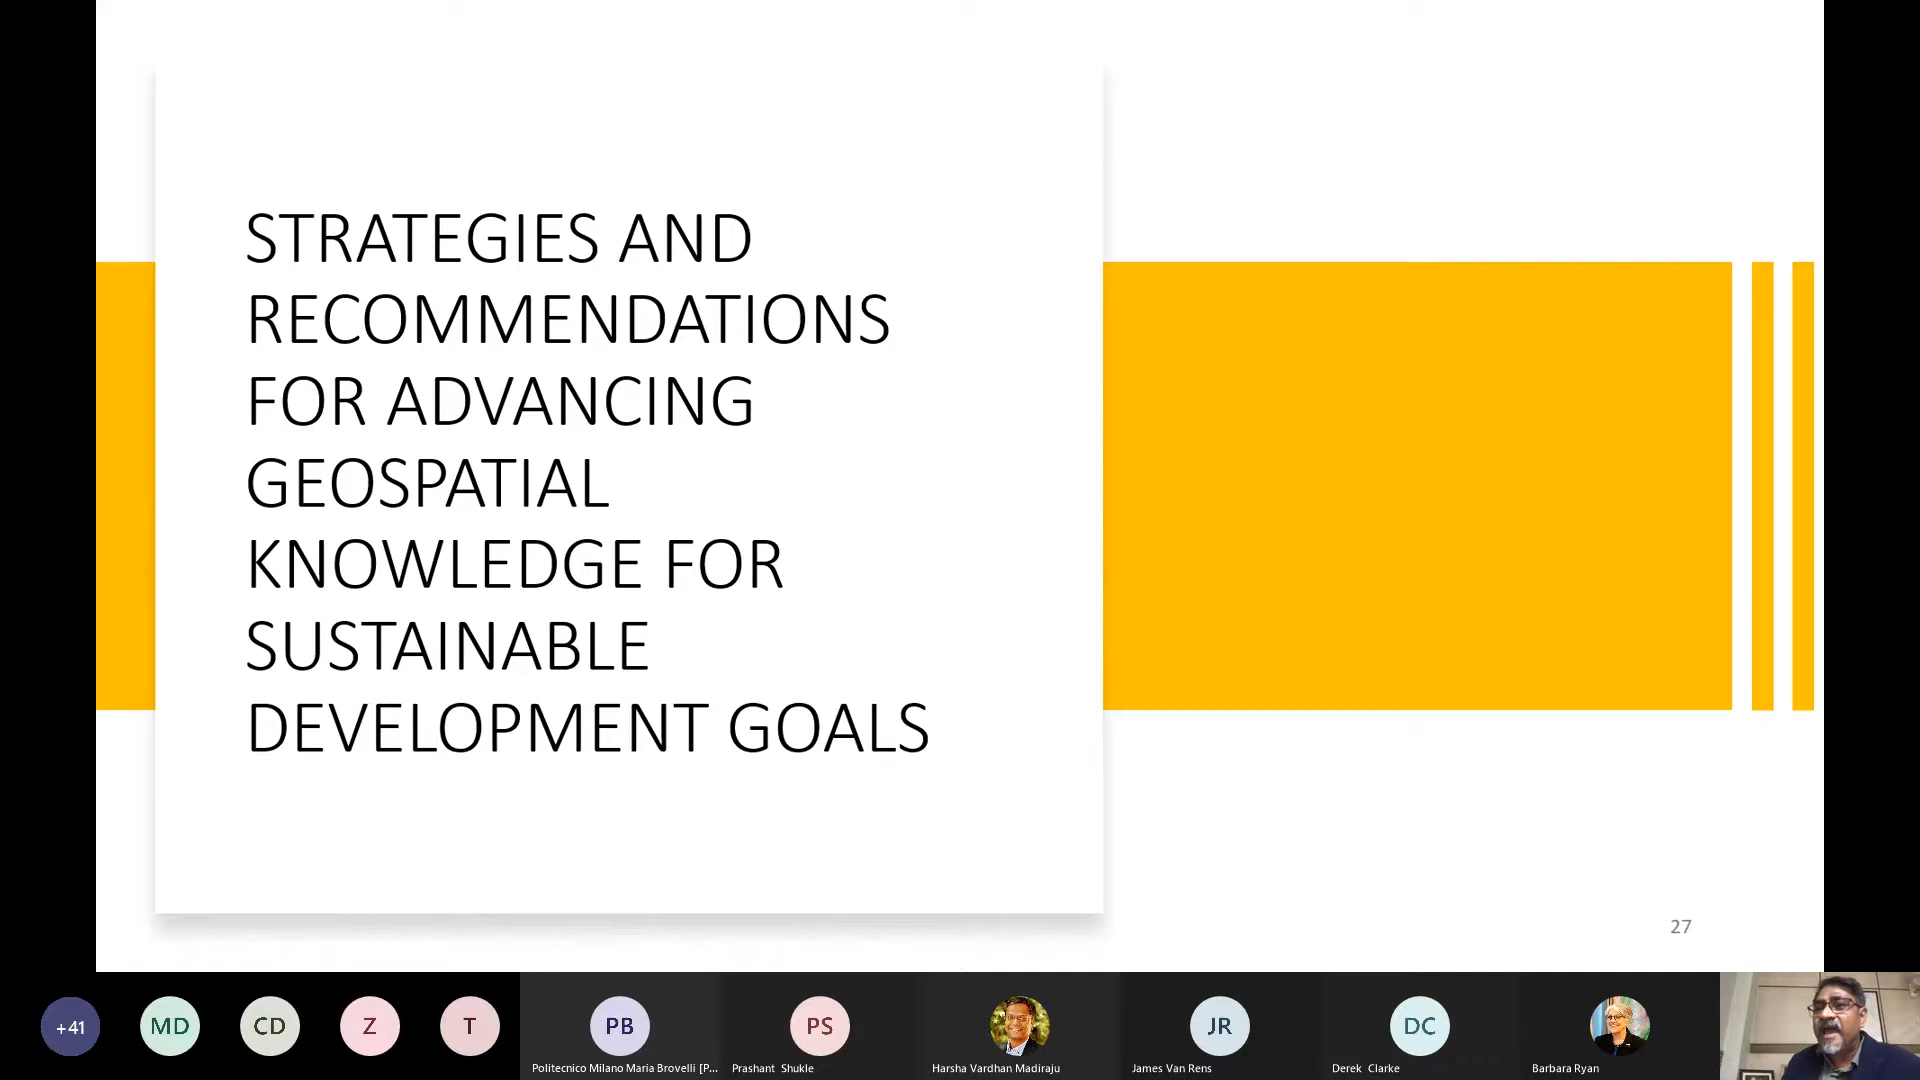 STRATEGIES AND
RECOMMENDATIONS
FOR ADVANCING
GEOSPATIAL
KNOWLEDGE FOR
SUSTAINABLE
DEVELOPMENT GOALS
27
+41
MD
CD
Z
T
PB
PS
JR
DC
Politecnico Milano Maria Brovelli [P...
Prashant Shukle
Harsha Vardhan Madiraju
James Van Rens
Derek Clarke
Barbara Ryan